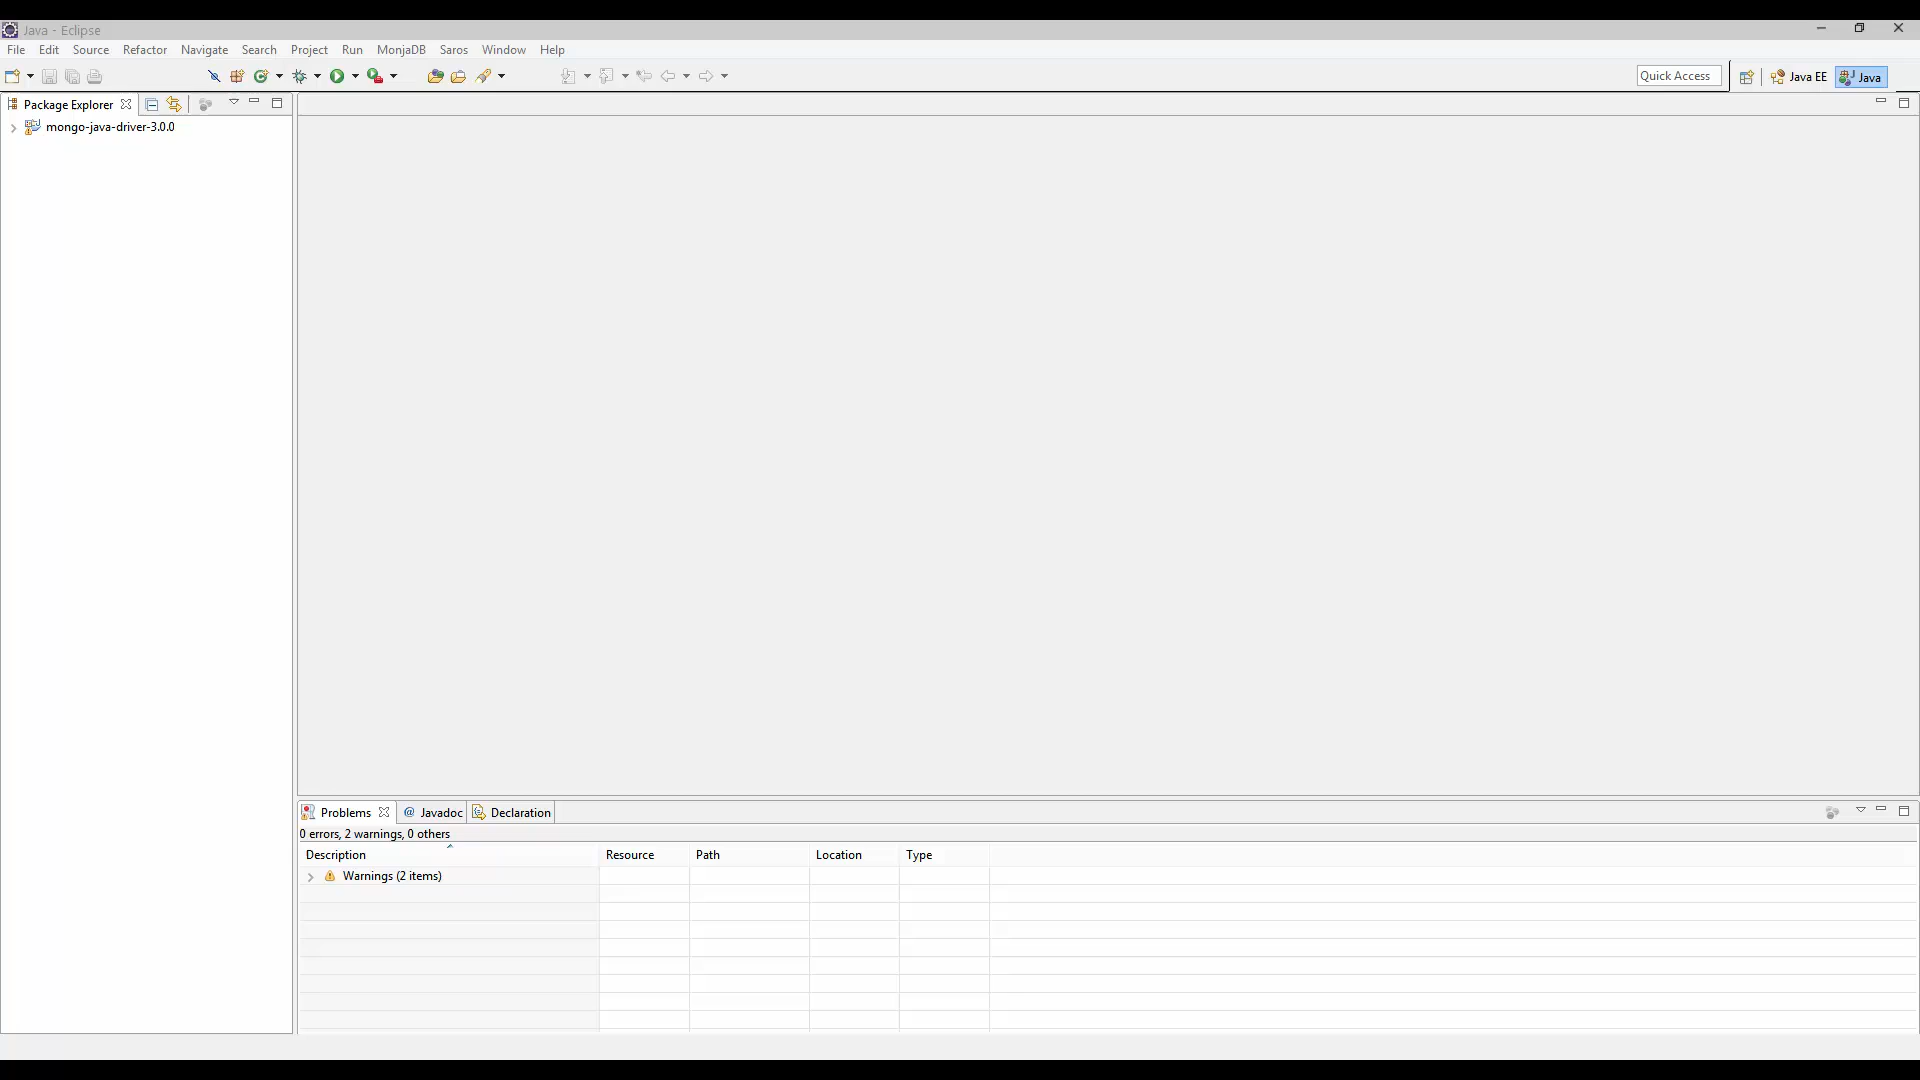 Java - Eclipse
File Edit Source Refactor Navigate Search Project Run MonjaDB Saros Window Help
Quick Access Java EE Java
Package Explorer
mongo-java-driver-3.0.0
Problems @ Javadoc Declaration
0 errors, 2 warnings, 0 others
Description Resource Path Location Type
Warnings (2 items)